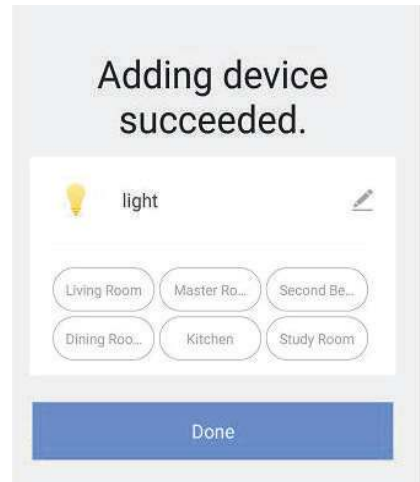 Adding device
succeeded.
light
Living Room Master Ro... Second Be...
Dining Roo... Kitchen Study Room
Done